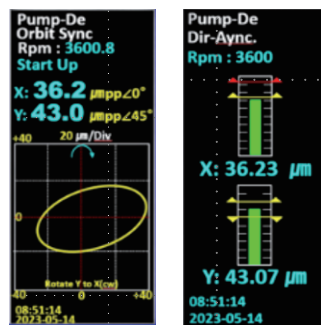 Pump-De
Orbit Sync
Rpm : 3600.8
Start Up
X: 36.2 μmpp∠0°
Y: 43.0 μmpp∠45°
+40
20 μm/Div
0
Rotate Y to X(cw)
-40
0
+40
08:51:14
2023-05-14
Pump-De
Dir-Aync.
Rpm : 3600
X: 36.23 μm
Y: 43.07 μm
08:51:14
2023-05-14